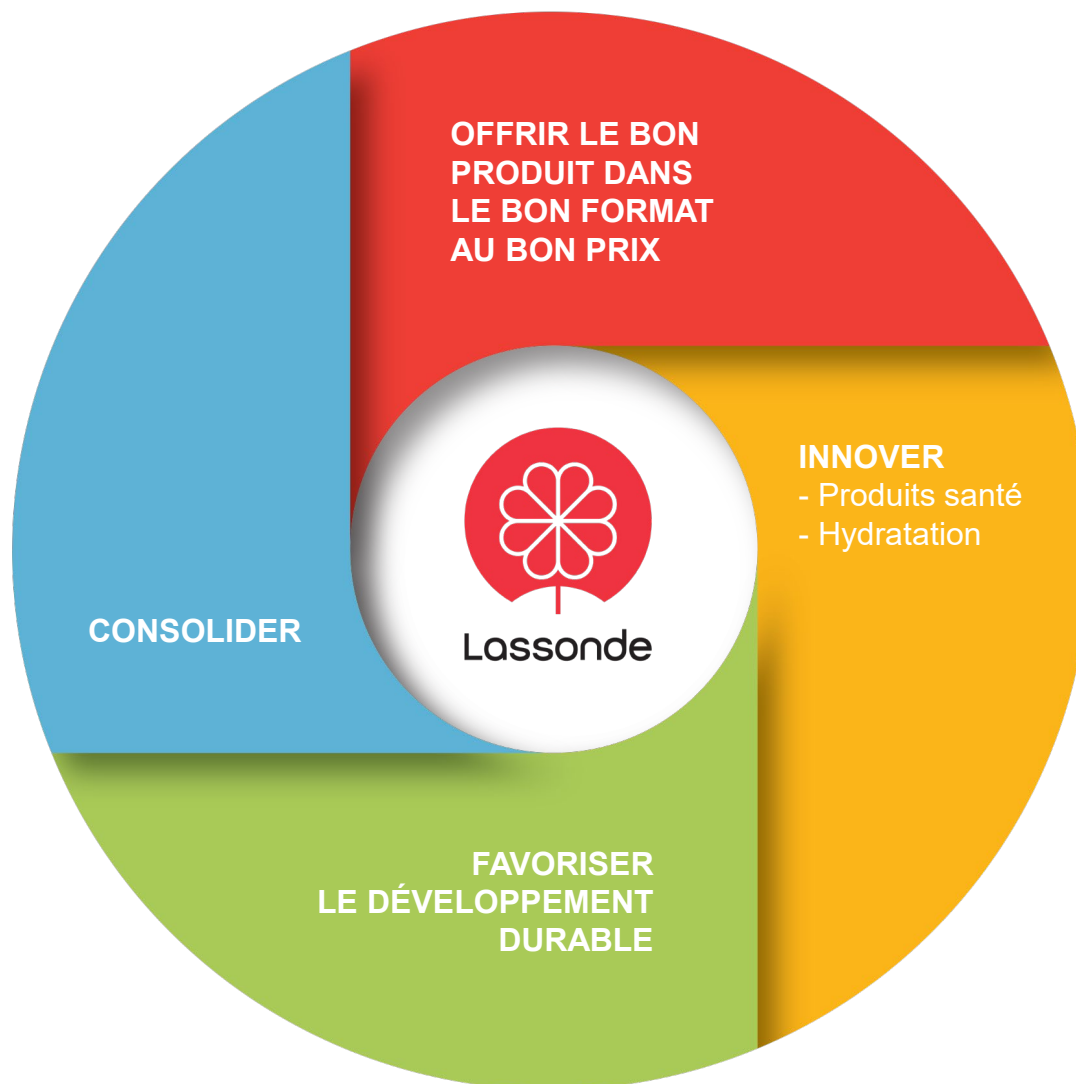 OFFRIR LE BON
PRODUIT DANS
LE BON FORMAT
AU BON PRIX
INNOVER
- Produits santé
- Hydratation
Lassonde
CONSOLIDER
FAVORISER
LE DÉVELOPPEMENT
DURABLE